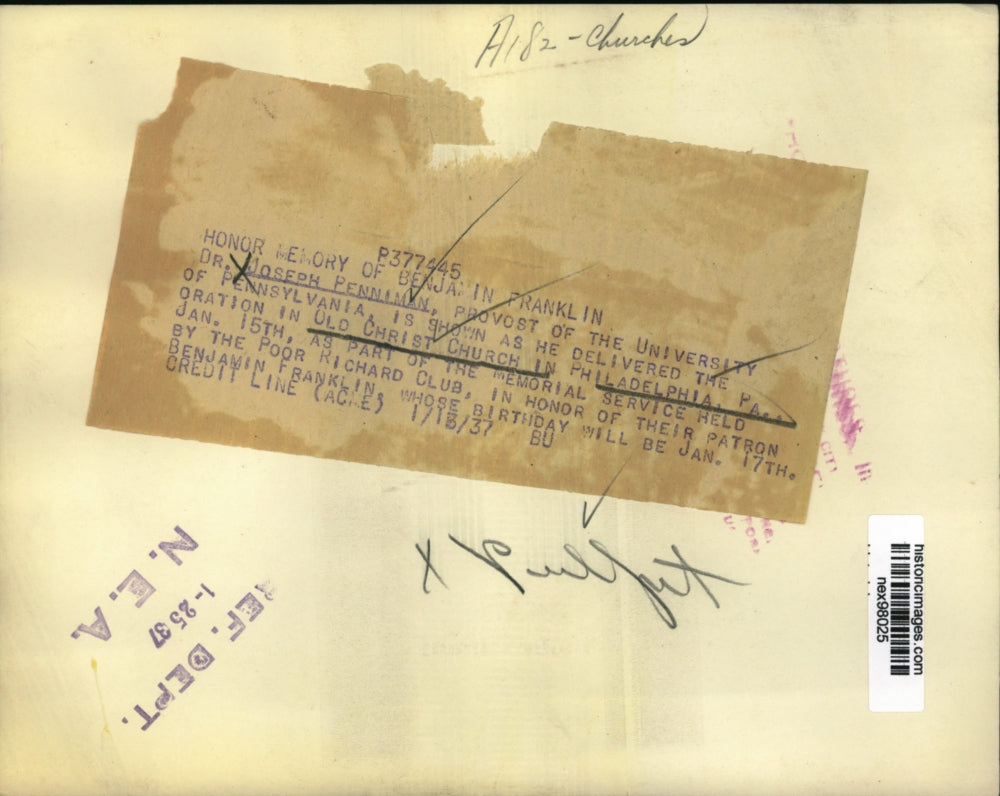 A182 - Churches
P377445
HONOR MEMORY OF BENJAMIN FRANKLIN
DR. JOSEPH PENNIMAN, PROVOST OF THE UNIVERSITY
OF PENNSYLVANIA, IS SHOWN AS HE DELIVERED THE
ORATION IN OLD CHRIST CHURCH IN PHILADELPHIA, PA.,
JAN. 15TH, AS PART OF THE MEMORIAL SERVICE HELD
BY THE POOR RICHARD CLUB, IN HONOR OF THEIR PATRON
BENJAMIN FRANKLIN, WHOSE BIRTHDAY WILL BE JAN. 17TH.
CREDIT LINE (ACME) 1/15/37 BU
REF. DEPT.
1-25 37
N. E. A.
historicimages.com
nex98025